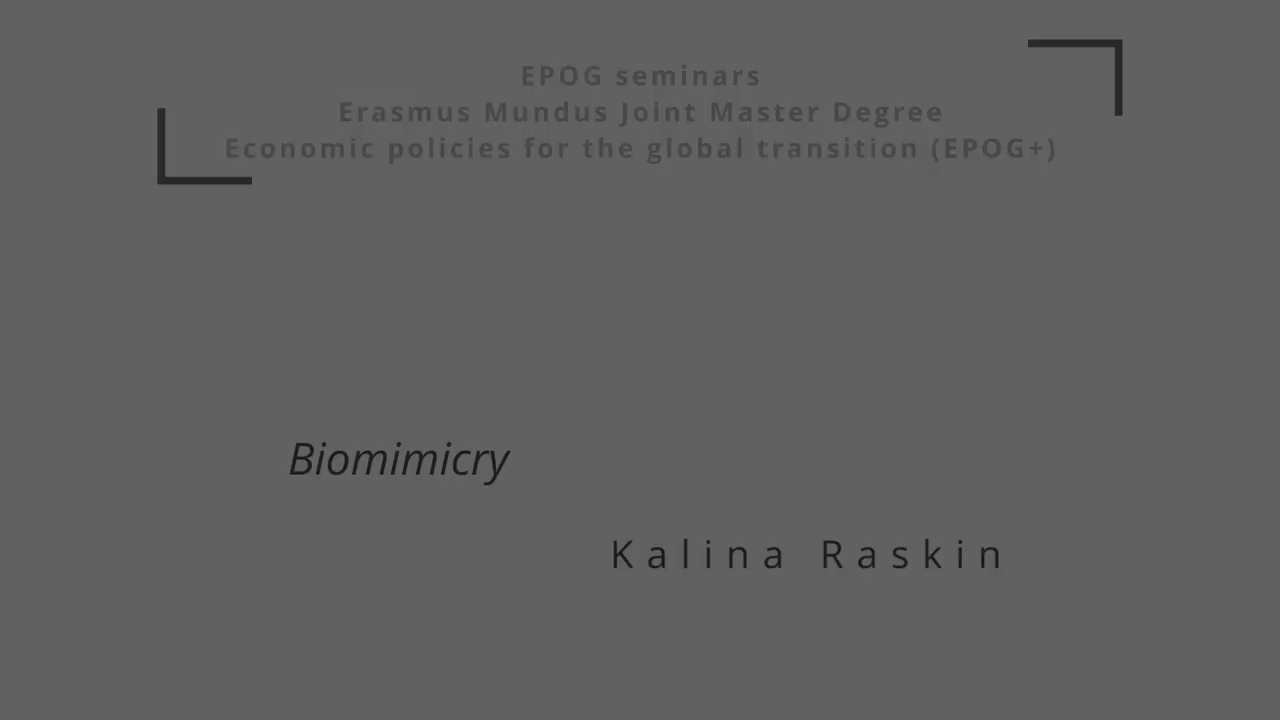 EPOG seminars
Erasmus Mundus Joint Master Degree
Economic policies for the global transition (EPOG+)
Biomimicry
Kalina Raskin